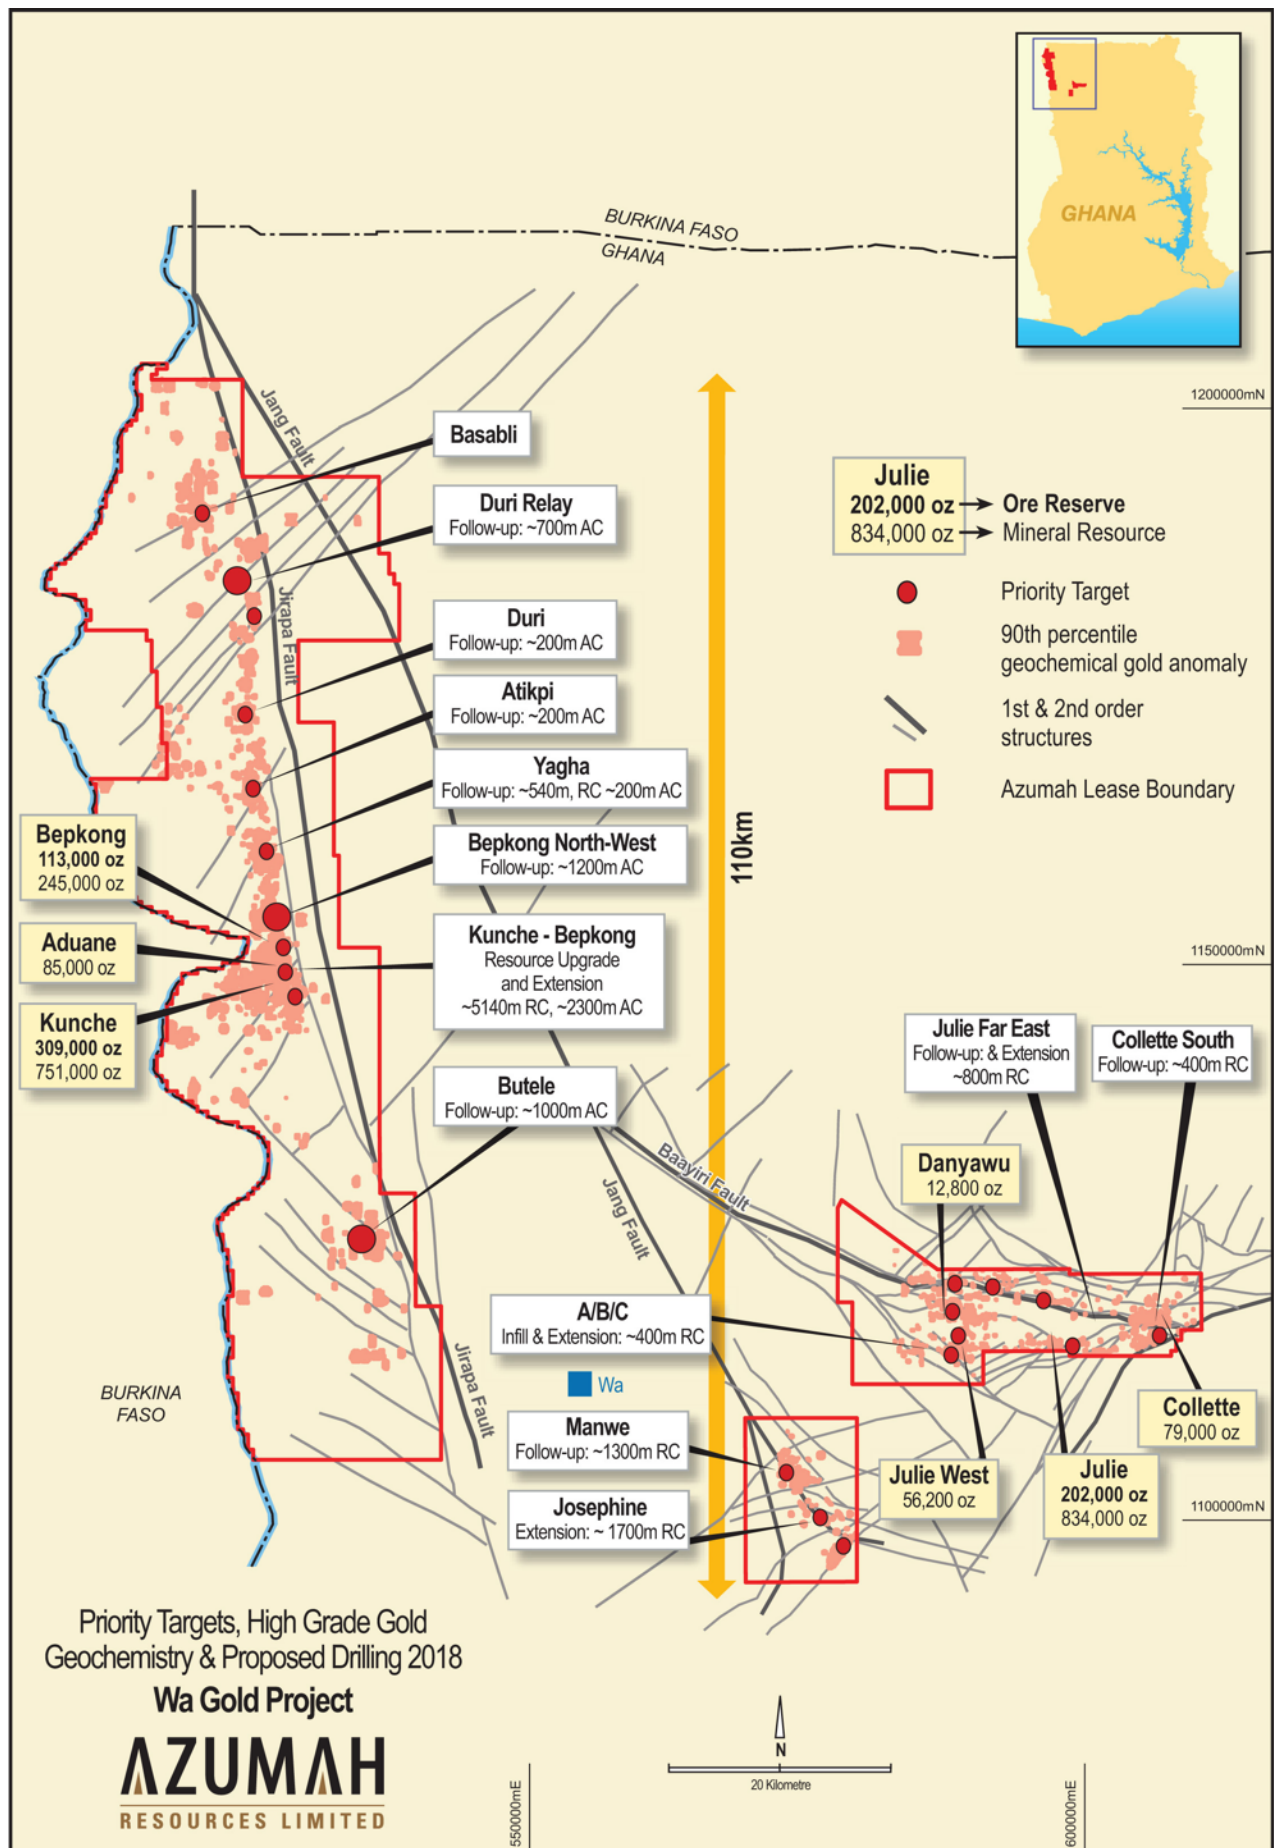 GHANA
BURKINA FASO
GHANA
1200000mN
Jang Fault
Basabli
Duri Relay
Follow-up: ~700m AC
Julie
202,000 oz
834,000 oz
Ore Reserve
Mineral Resource
Priority Target
90th percentile
geochemical gold anomaly
1st & 2nd order
structures
Azumah Lease Boundary
Jirapa Fault
Duri
Follow-up: ~200m AC
Atikpi
Follow-up: ~200m AC
Yagha
Follow-up: ~540m, RC ~200m AC
Bepkong North-West
Follow-up: ~1200m AC
110km
Bepkong
113,000 oz
245,000 oz
Aduane
85,000 oz
Kunche
309,000 oz
751,000 oz
Kunche - Bepkong
Resource Upgrade
and Extension
~5140m RC, ~2300m AC
1150000mN
Julie Far East
Follow-up: & Extension
~800m RC
Collette South
Follow-up: ~400m RC
Butele
Follow-up: ~1000m AC
Baayiri Fault
Jang Fault
Danyawu
12,800 oz
A/B/C
Infill & Extension: ~400m RC
Wa
Jirapa Fault
BURKINA
FASO
Manwe
Follow-up: ~1300m RC
Josephine
Extension: ~ 1700m RC
Collette
79,000 oz
Julie West
56,200 oz
Julie
202,000 oz
834,000 oz
1100000mN
Priority Targets, High Grade Gold
Geochemistry & Proposed Drilling 2018
Wa Gold Project
AZUMAH
RESOURCES LIMITED
N
20 Kilometre
550000mE
600000mE